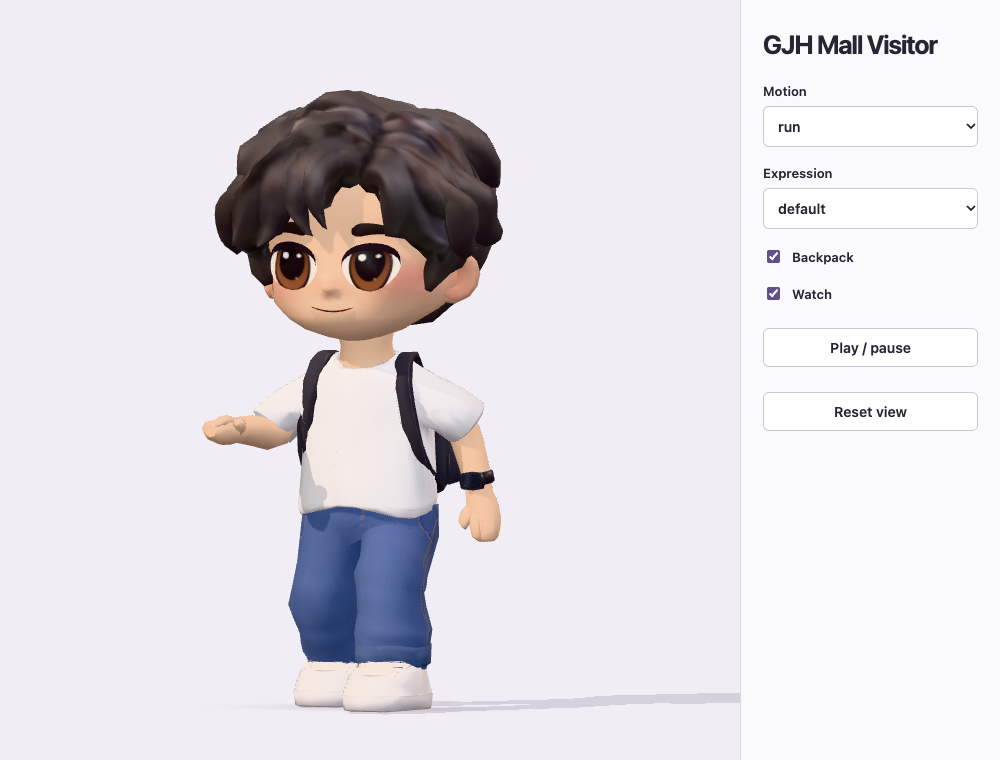 GJH Mall Visitor
Motion
run
Expression
default
Backpack
Watch
Play / pause
Reset view